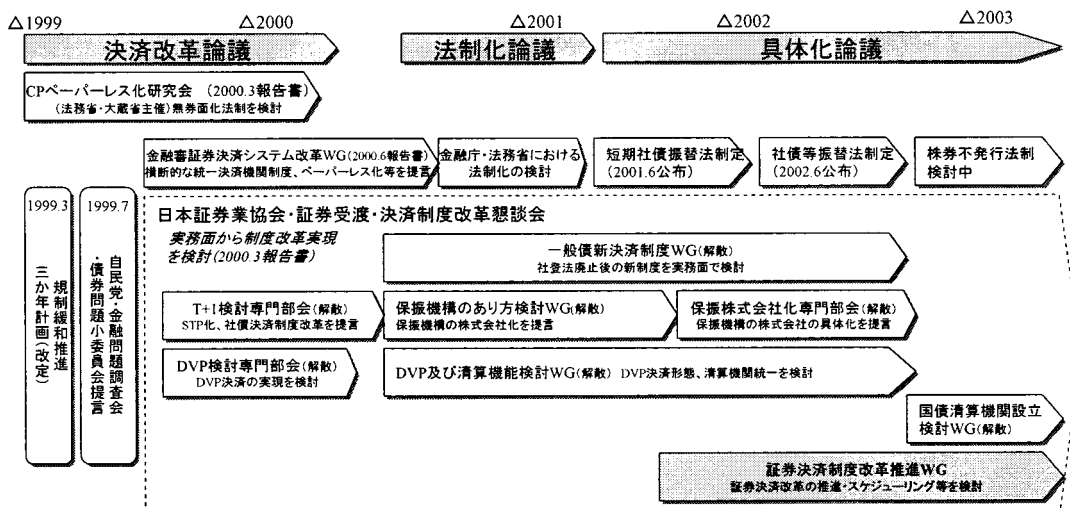 △1999
△2000
△2001
△2002
△2003
決済改革論議
法制化論議
具体化論議
CPペーパーレス化研究会 (2000.3報告書)
(法務省・大蔵省主催)無券面化法制を検討
金融審証券決済システム改革WG(2000.6報告書)
横断的な統一決済機関制度、ペーパーレス化等を提言
金融庁・法務省における
法制化の検討
短期社債振替法制定
(2001.6公布)
社債等振替法制定
(2002.6公布)
株券不発行法制
検討中
1999.3
規制緩和推進
三か年計画(改定)
1999.7
自民党・金融問題調査会
・債券問題小委員会提言
日本証券業協会・証券受渡・決済制度改革懇談会
実務面から制度改革実現
を検討(2000.3報告書)
一般債新決済制度WG(解散)
社登法廃止後の新制度を実務面で検討
T+1検討専門部会(解散)
STP化、社債決済制度改革を提言
保振機構のあり方検討WG(解散)
保振機構の株式会社化を提言
保振株式会社化専門部会(解散)
保振機構の株式会社の具体化を提言
DVP検討専門部会(解散)
DVP決済の実現を検討
DVP及び清算機能検討WG(解散) DVP決済形態、清算機関統一を検討
国債清算機関設立
検討WG(解散)
証券決済制度改革推進WG
証券決済改革の推進・スケジューリング等を検討